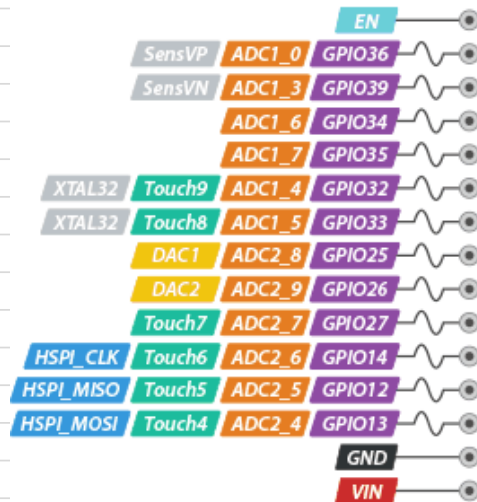 EN
SensVP ADC1_0 GPIO36
SensVN ADC1_3 GPIO39
ADC1_6 GPIO34
ADC1_7 GPIO35
XTAL32 Touch9 ADC1_4 GPIO32
XTAL32 Touch8 ADC1_5 GPIO33
DAC1 ADC2_8 GPIO25
DAC2 ADC2_9 GPIO26
Touch7 ADC2_7 GPIO27
HSPI_CLK Touch6 ADC2_6 GPIO14
HSPI_MISO Touch5 ADC2_5 GPIO12
HSPI_MOSI Touch4 ADC2_4 GPIO13
GND
VIN